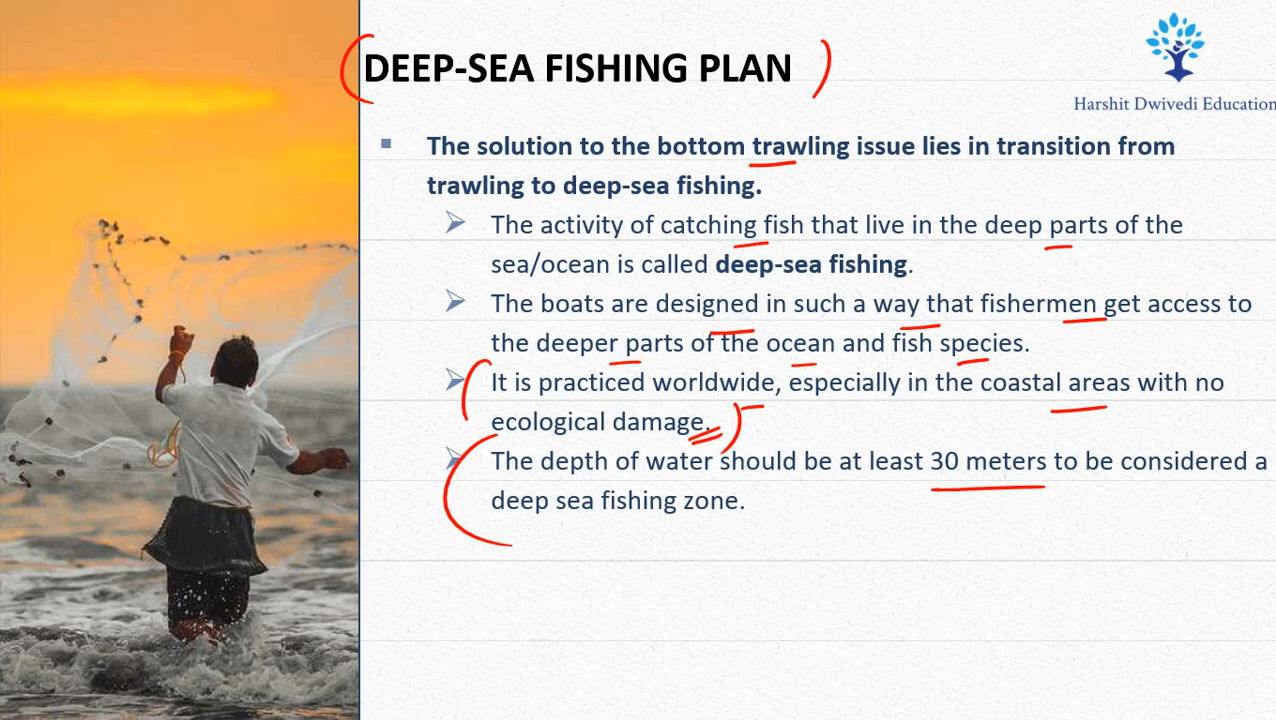 DEEP-SEA FISHING PLAN
Harshit Dwivedi Education
The solution to the bottom trawling issue lies in transition from
trawling to deep-sea fishing.
The activity of catching fish that live in the deep parts of the
sea/ocean is called deep-sea fishing.
The boats are designed in such a way that fishermen get access to
the deeper parts of the ocean and fish species.
It is practiced worldwide, especially in the coastal areas with no
ecological damage.
The depth of water should be at least 30 meters to be considered a
deep sea fishing zone.